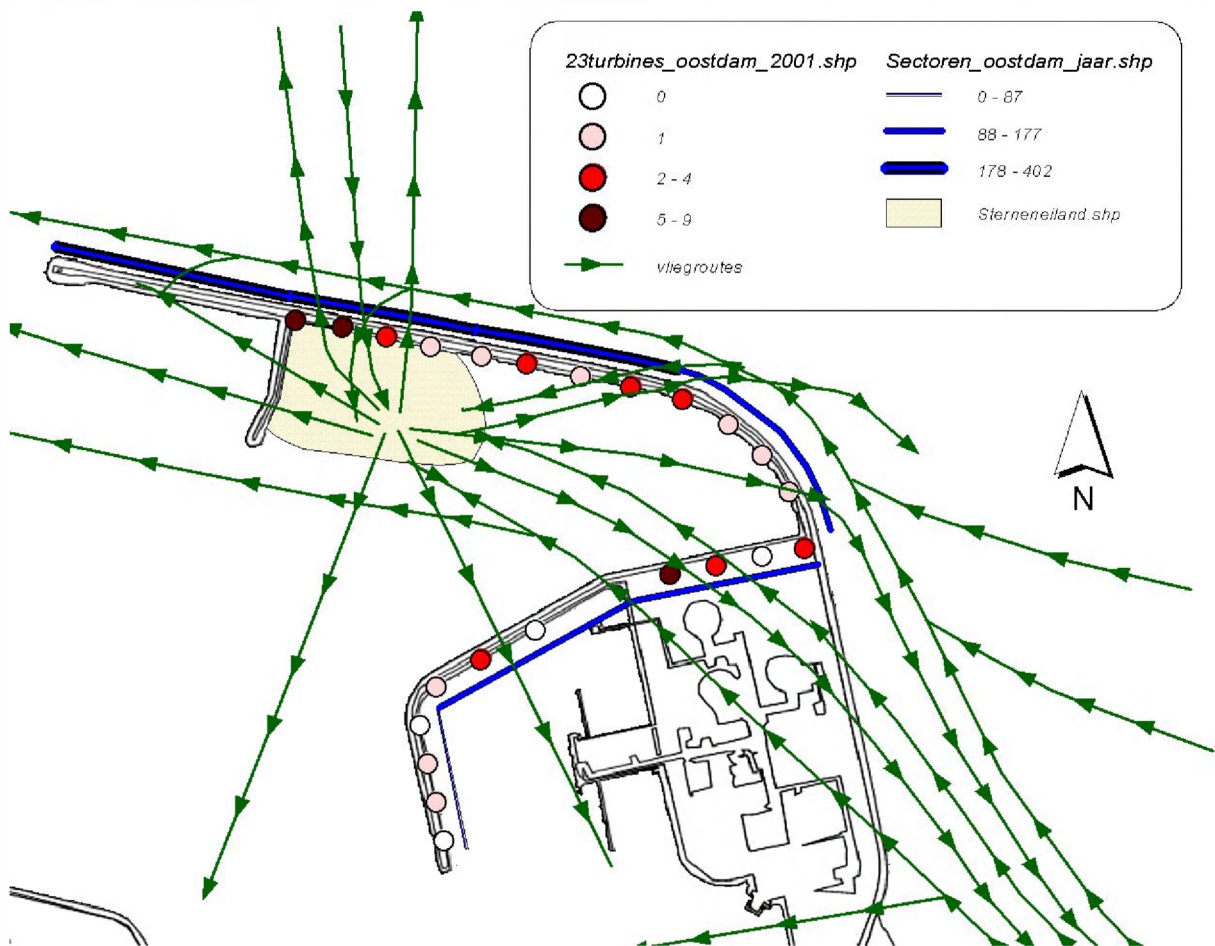 23turbines_oostdam_2001.shp
0
1
2 - 4
5 - 9
vliegroutes
Sectoren_oostdam_jaar.shp
0 - 87
88 - 177
178 - 402
Sterneneiland.shp
N